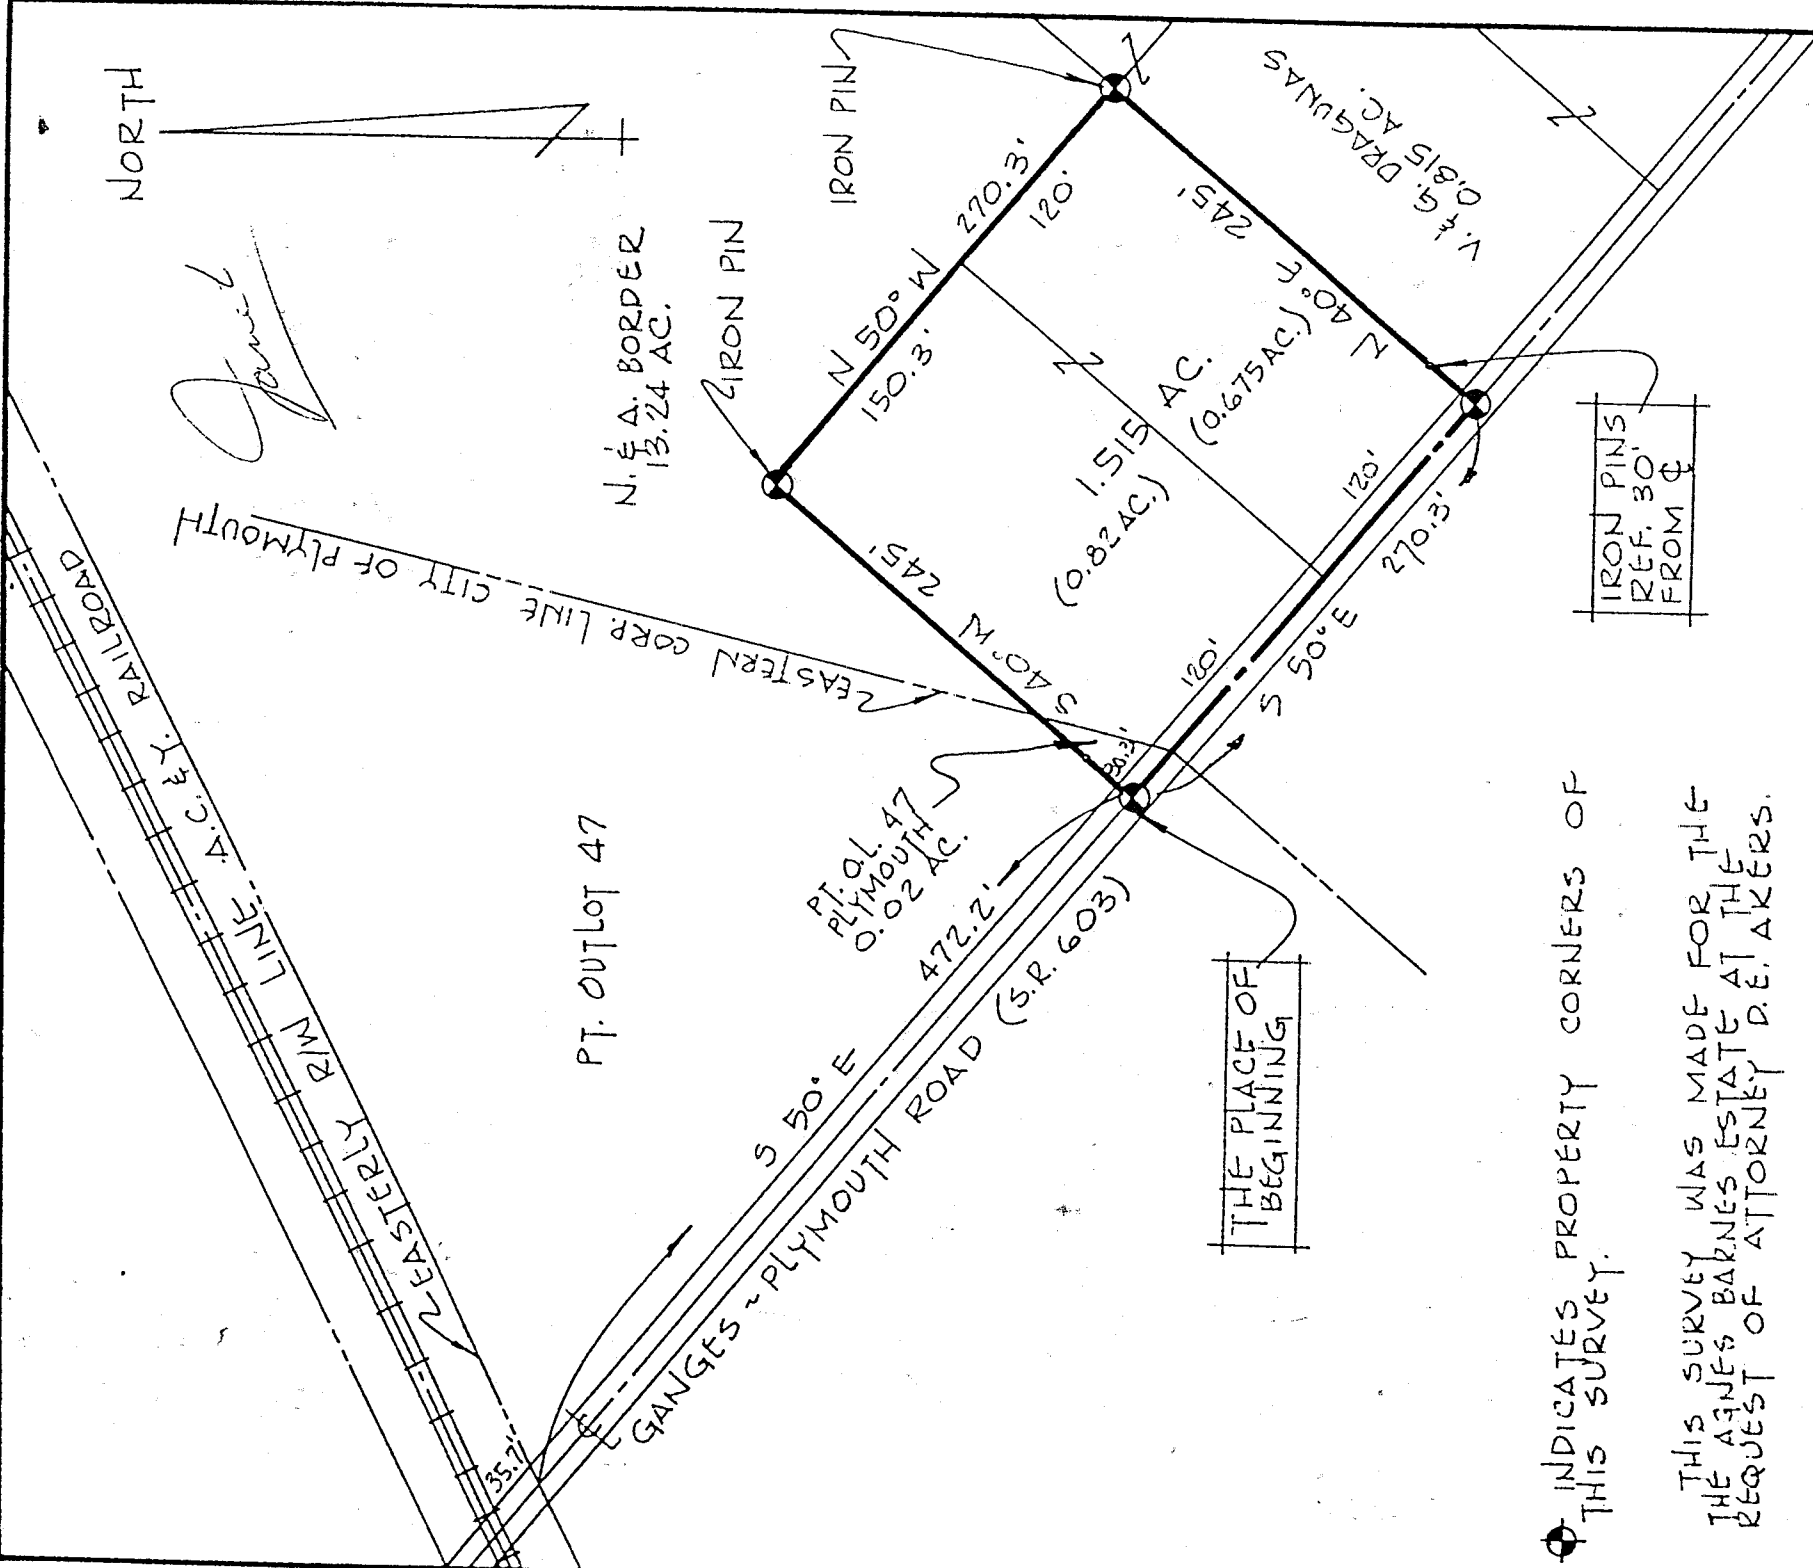 NORTH
N. & A. BORDER
13.24 AC.
IRON PIN
IRON PIN
A.C. & Y. RAILROAD
EASTERLY R/W LINE
EASTERN CORP. LINE CITY OF PLYMOUTH
PT. OUTLOT 47
PT. O.L. 47
PLYMOUTH
0.02 AC.
N 50° W 270.3'
150.3'
120'
S 40° W 245'
N 40° E 245'
1.515 AC.
(0.82 AC.)
(0.675 AC.)
V. & G. DRAGUNAS
0.815 AC.
30.3'
120'
120'
S 50° E 270.3'
S 50° E 472.2'
35.7'
GANGES ~ PLYMOUTH ROAD (S.R. 603)
THE PLACE OF
BEGINNING
IRON PINS
REF. 30'
FROM ℄
℄
INDICATES PROPERTY CORNERS OF
THIS SURVEY.
THIS SURVEY WAS MADE FOR THE
THE AGNES BARNES ESTATE AT THE
REQUEST OF ATTORNEY D.E. AKERS.